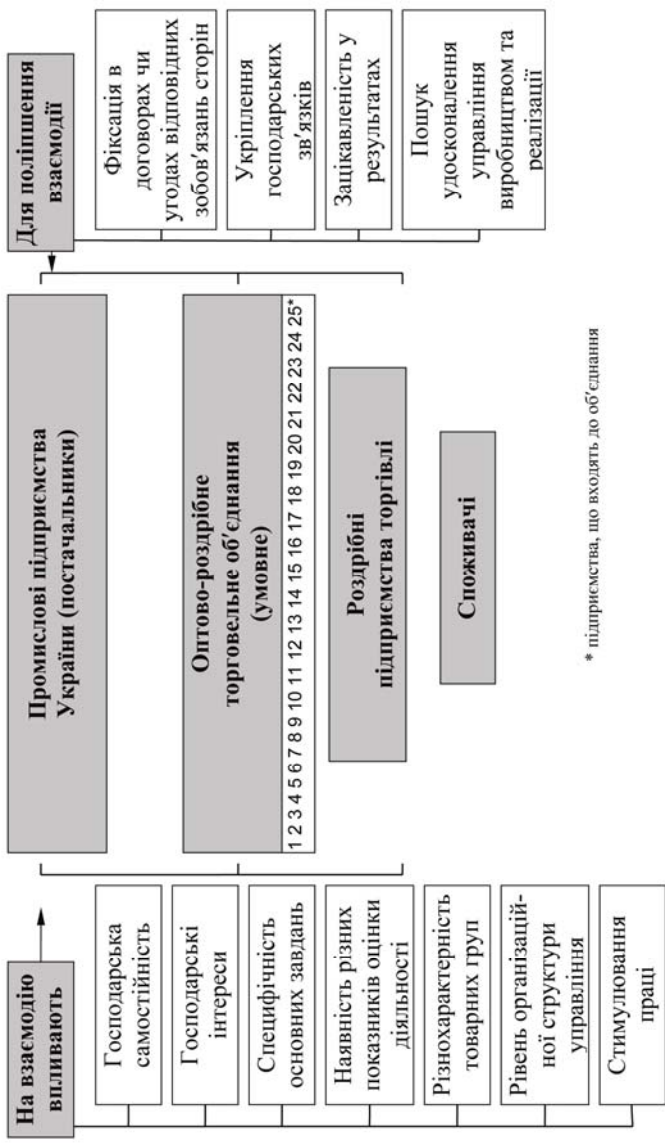 На взаємодію
впливають
Господарська
самостійність
Господарські
інтереси
Специфічність
основних завдань
Наявність різних
показників оцінки
діяльності
Різнохарактерність
товарних груп
Рівень організацій-
ної структури
управління
Стимулювання
праці
Промислові підприємства
України (постачальники)
Оптово-роздрібне
торговельне об′єднання
(умовне)
1 2 3 4 5 6 7 8 9 10 11 12 13 14 15 16 17 18 19 20 21 22 23 24 25*
Роздрібні
підприємства торгівлі
Споживачі
* підприємства, що входять до об′єднання
Для поліпшення
взаємодії
Фіксація в
договорах чи
угодах відповідних
зобов′язань сторін
Укріплення
господарських
зв′язків
Зацікавленість у
результатах
Пошук
удосконалення
управління
виробництвом та
реалізації